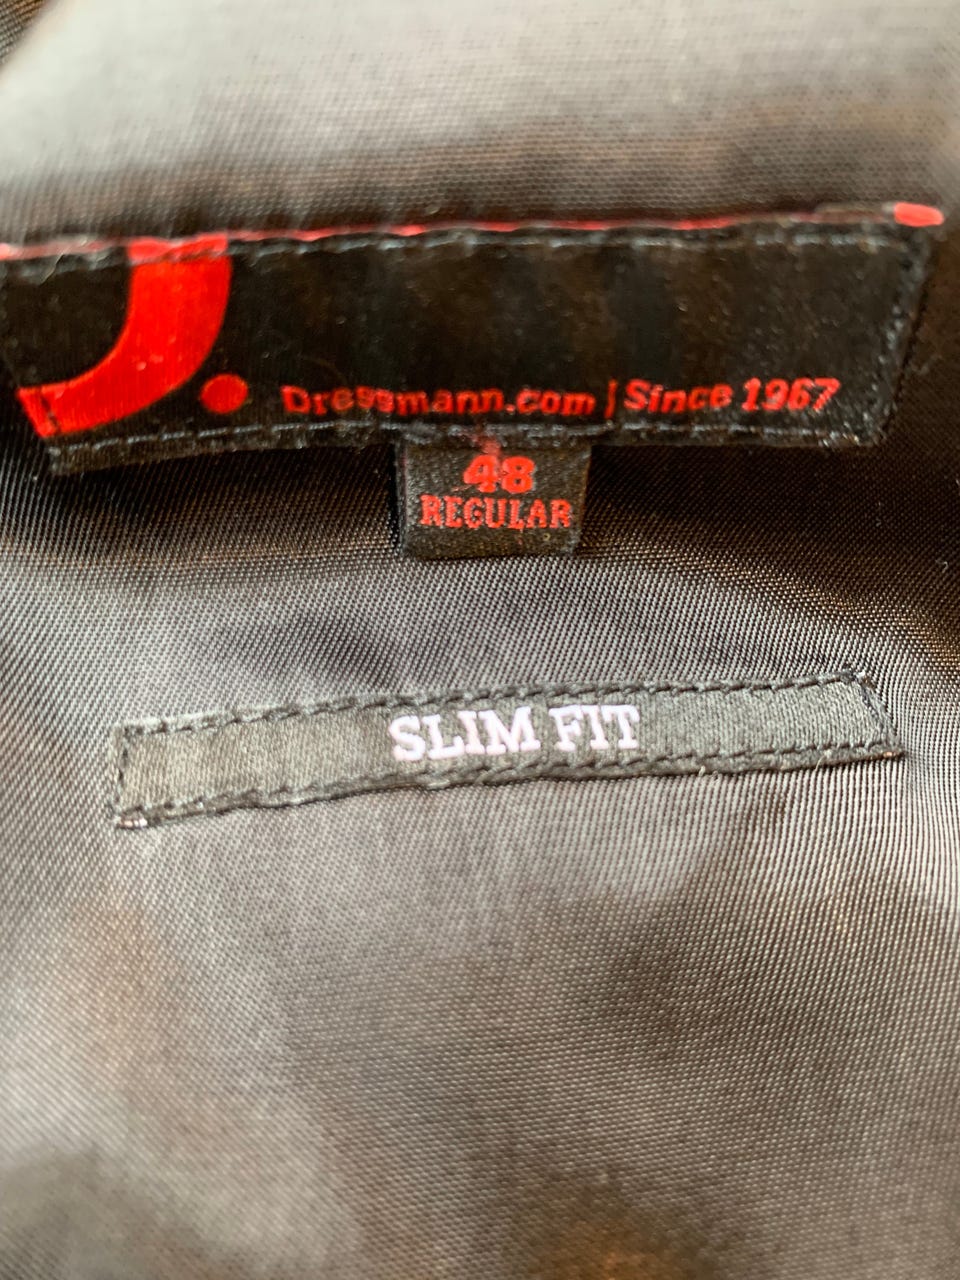 D.
Dressmann.com | Since 1967
48
REGULAR
SLIM FIT